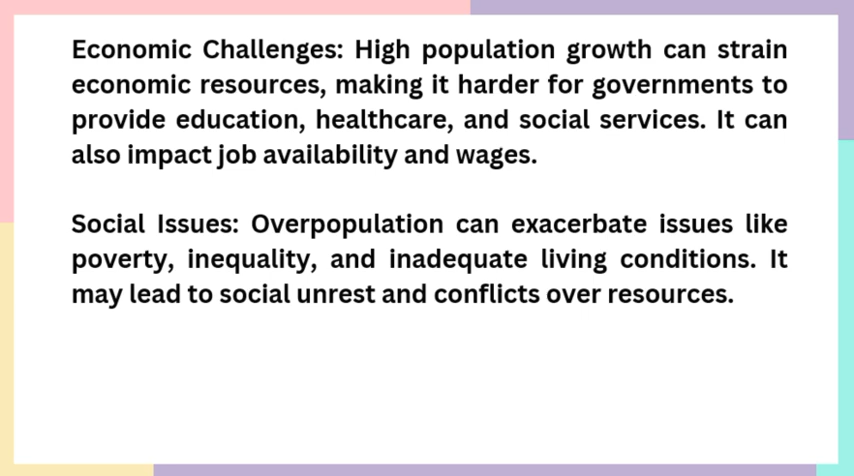 Economic Challenges: High population growth can strain
economic resources, making it harder for governments to
provide education, healthcare, and social services. It can
also impact job availability and wages.
Social Issues: Overpopulation can exacerbate issues like
poverty, inequality, and inadequate living conditions. It
may lead to social unrest and conflicts over resources.